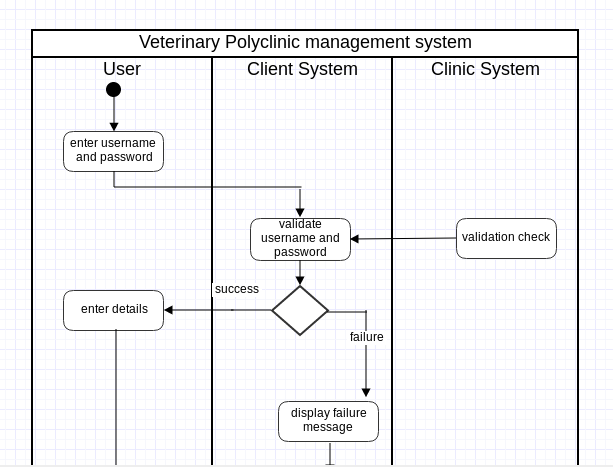 Veterinary Polyclinic management system
User
Client System
Clinic System
enter username
and password
validate
username and
password
validation check
success
enter details
failure
display failure
message